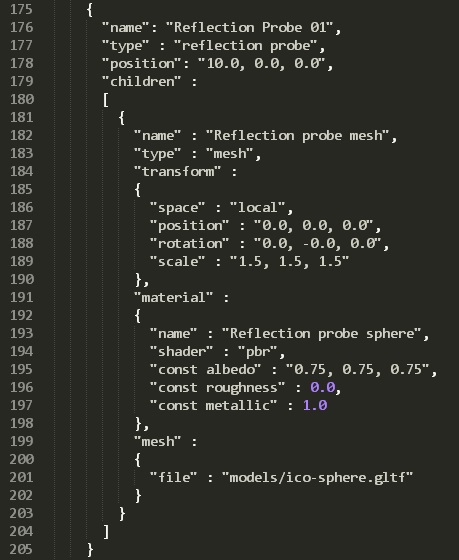 175 {
176 "name": "Reflection Probe 01",
177 "type" : "reflection probe",
178 "position": "10.0, 0.0, 0.0",
179 "children" :
180 [
181 {
182 "name" : "Reflection probe mesh",
183 "type" : "mesh",
184 "transform" :
185 {
186 "space" : "local",
187 "position" : "0.0, 0.0, 0.0",
188 "rotation" : "0.0, -0.0, 0.0",
189 "scale" : "1.5, 1.5, 1.5"
190 },
191 "material" :
192 {
193 "name" : "Reflection probe sphere",
194 "shader" : "pbr",
195 "const albedo" : "0.75, 0.75, 0.75",
196 "const roughness" : 0.0,
197 "const metallic" : 1.0
198 },
199 "mesh" :
200 {
201 "file" : "models/ico-sphere.gltf"
202 }
203 }
204 ]
205 }